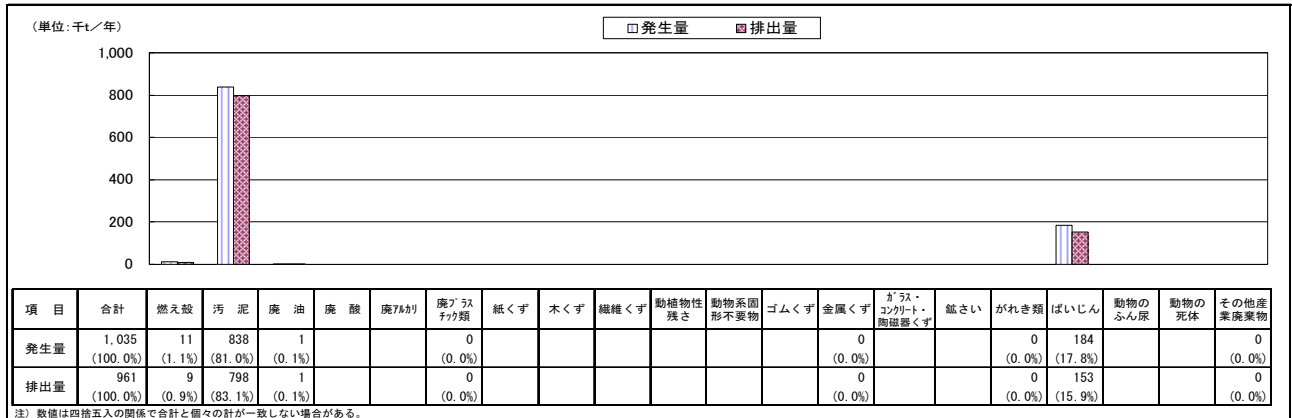 (単位:千t/年)
発生量 排出量
1,000
800
600
400
200
0
項 目 合計 燃え殻 汚 泥 廃 油 廃 酸 廃アルカリ 廃プラスチック類 紙くず 木くず 繊維くず 動植物性残さ 動物系固形不要物 ゴムくず 金属くず ガラス・コンクリート・陶磁器くず 鉱さい がれき類 ばいじん 動物のふん尿 動物の死体 その他産業廃棄物
発生量 1,035 11 838 1 0 0 0 184 0
(100.0%) (1.1%) (81.0%) (0.1%) (0.0%) (0.0%) (0.0%) (17.8%) (0.0%)
排出量 961 9 798 1 0 0 0 153 0
(100.0%) (0.9%) (83.1%) (0.1%) (0.0%) (0.0%) (0.0%) (15.9%) (0.0%)
注) 数値は四捨五入の関係で合計と個々の計が一致しない場合がある。